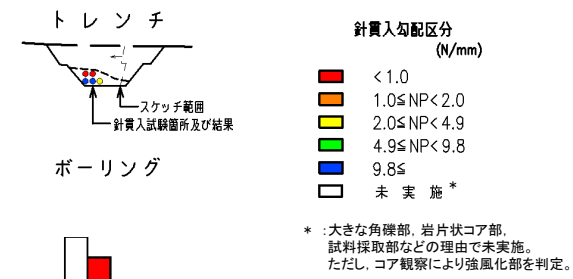 トレンチ
スケッチ範囲
針貫入試験箇所及び結果
ボーリング
針貫入勾配区分
(N/mm)
<1.0
1.0≦NP<2.0
2.0≦NP<4.9
4.9≦NP<9.8
9.8≦
未実施*
* :大きな角礫部, 岩片状コア部,
試料採取部などの理由で未実施。
ただし, コア観察により強風化部を判定。